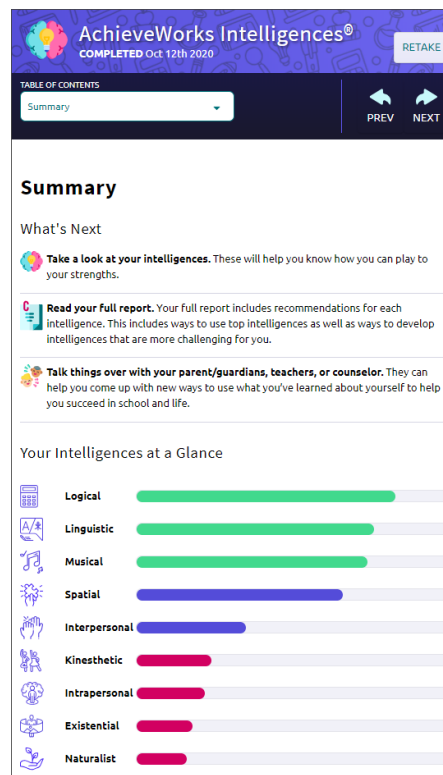 AchieveWorks Intelligences®
COMPLETED Oct 12th 2020
RETAKE
TABLE OF CONTENTS
Summary
PREV
NEXT
Summary
What's Next
Take a look at your intelligences. These will help you know how you can play to
your strengths.
Read your full report. Your full report includes recommendations for each
intelligence. This includes ways to use top intelligences as well as ways to develop
intelligences that are more challenging for you.
Talk things over with your parent/guardians, teachers, or counselor. They can
help you come up with new ways to use what you've learned about yourself to help
you succeed in school and life.
Your Intelligences at a Glance
Logical
Linguistic
Musical
Spatial
Interpersonal
Kinesthetic
Intrapersonal
Existential
Naturalist